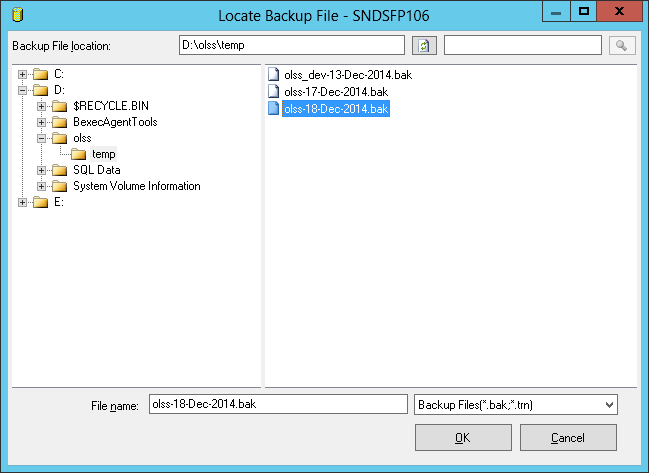 Locate Backup File - SNDSFP106
Backup File location:
D:\olss\temp
C:
D:
$RECYCLE.BIN
BexecAgentTools
olss
temp
SQL Data
System Volume Information
E:
olss_dev-13-Dec-2014.bak
olss-17-Dec-2014.bak
olss-18-Dec-2014.bak
File name:
olss-18-Dec-2014.bak
Backup Files(*.bak;*.trn)
OK
Cancel